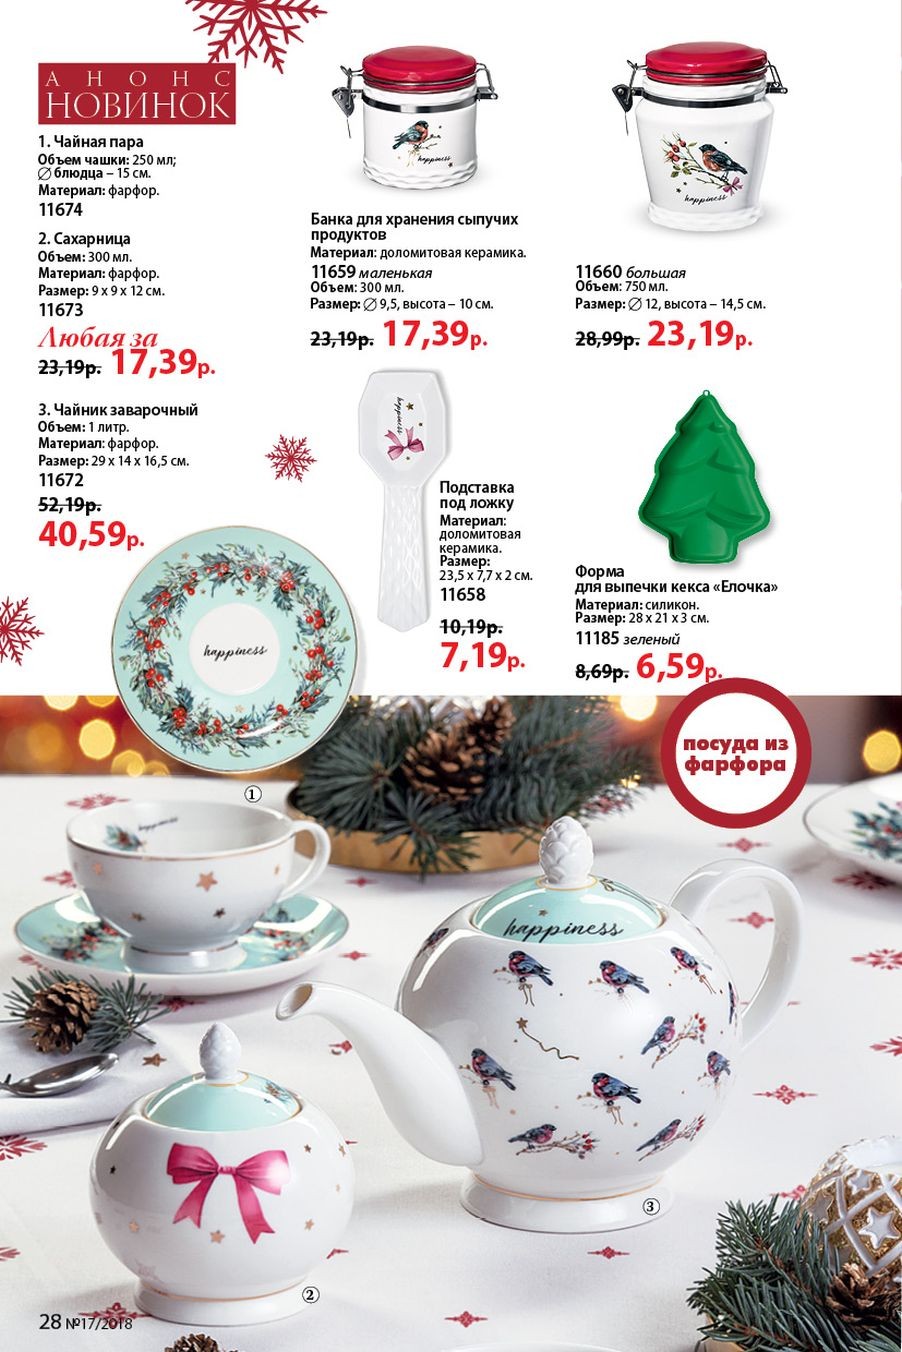 АНОНС
НОВИНОК
1. Чайная пара
Объем чашки: 250 мл;
∅ блюдца – 15 см.
Материал: фарфор.
11674
2. Сахарница
Объем: 300 мл.
Материал: фарфор.
Размер: 9 x 9 x 12 см.
11673
Любая за
23,19р. 17,39р.
3. Чайник заварочный
Объем: 1 литр.
Материал: фарфор.
Размер: 29 x 14 x 16,5 см.
11672
52,19р.
40,59р.
happiness
Банка для хранения сыпучих
продуктов
Материал: доломитовая керамика.
11659 маленькая
Объем: 300 мл.
Размер: ∅ 9,5, высота – 10 см.
23,19р. 17,39р.
happiness
11660 большая
Объем: 750 мл.
Размер: ∅ 12, высота – 14,5 см.
28,99р. 23,19р.
happiness
Подставка
под ложку
Материал:
доломитовая
керамика.
Размер:
23,5 x 7,7 x 2 см.
11658
10,19р.
7,19р.
Форма
для выпечки кекса «Елочка»
Материал: силикон.
Размер: 28 x 21 x 3 см.
11185 зеленый
8,69р. 6,59р.
happiness
посуда из
фарфора
1
happiness
happiness
3
2
28 №17/2018